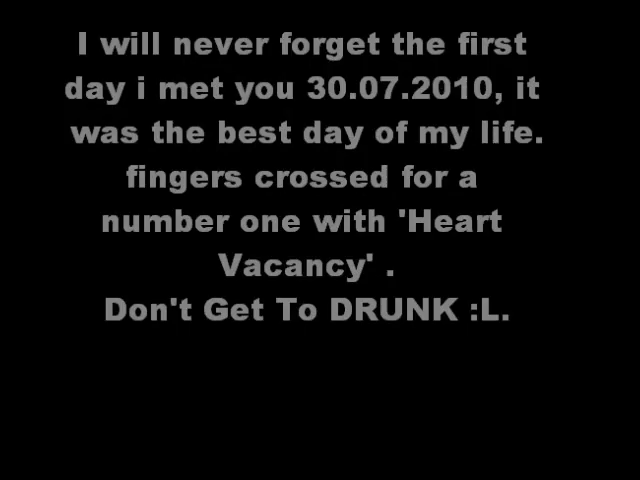 I will never forget the first
day i met you 30.07.2010, it
was the best day of my life.
fingers crossed for a
number one with 'Heart
Vacancy' .
Don't Get To DRUNK :L.